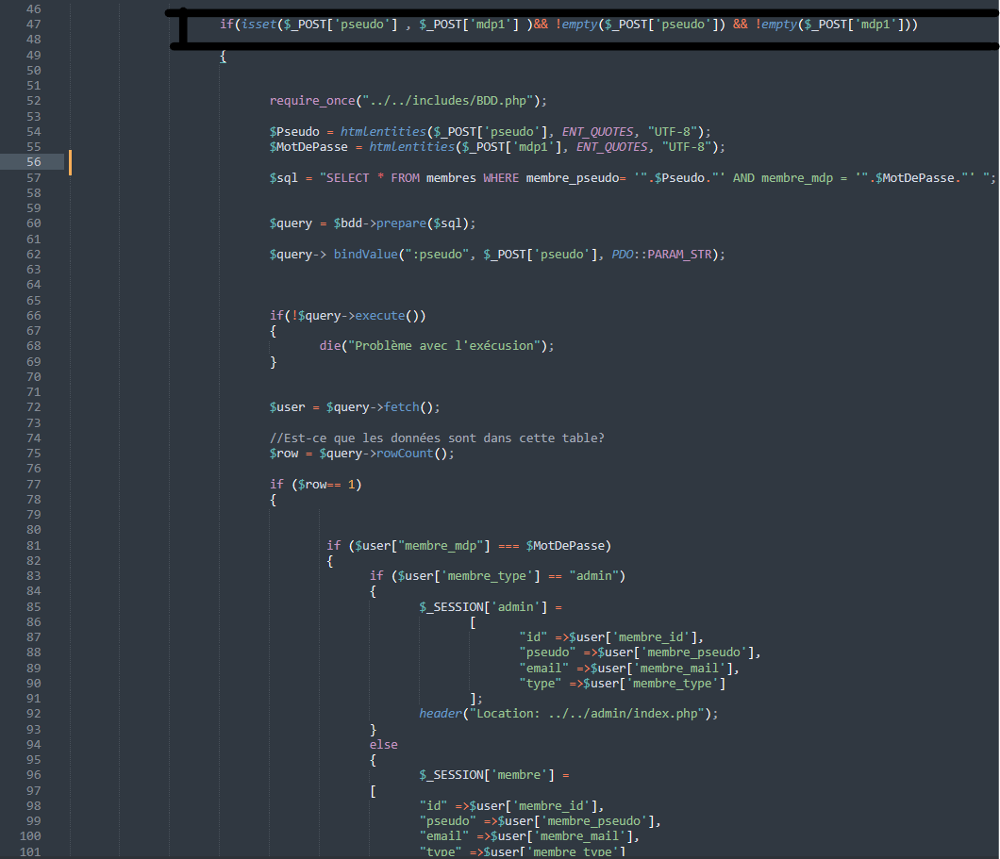 46
47 if(isset($_POST['pseudo'] , $_POST['mdp1'] )&& !empty($_POST['pseudo']) && !empty($_POST['mdp1']))
48
49 {
50
51
52 require_once("../../includes/BDD.php");
53
54 $Pseudo = htmlentities($_POST['pseudo'], ENT_QUOTES, "UTF-8");
55 $MotDePasse = htmlentities($_POST['mdp1'], ENT_QUOTES, "UTF-8");
56
57 $sql = "SELECT * FROM membres WHERE membre_pseudo= '".$Pseudo."' AND membre_mdp = '".$MotDePasse."' ";
58
59
60 $query = $bdd->prepare($sql);
61
62 $query-> bindValue(":pseudo", $_POST['pseudo'], PDO::PARAM_STR);
63
64
65
66 if(!$query->execute())
67 {
68 die("Problème avec l'exécusion");
69 }
70
71
72 $user = $query->fetch();
73
74 //Est-ce que les données sont dans cette table?
75 $row = $query->rowCount();
76
77 if ($row== 1)
78 {
79
80
81 if ($user["membre_mdp"] === $MotDePasse)
82 {
83 if ($user['membre_type'] == "admin")
84 {
85 $_SESSION['admin'] =
86 [
87 "id" =>$user['membre_id'],
88 "pseudo" =>$user['membre_pseudo'],
89 "email" =>$user['membre_mail'],
90 "type" =>$user['membre_type']
91 ];
92 header("Location: ../../admin/index.php");
93 }
94 else
95 {
96 $_SESSION['membre'] =
97 [
98 "id" =>$user['membre_id'],
99 "pseudo" =>$user['membre_pseudo'],
100 "email" =>$user['membre_mail'],
101 "type" =>$user['membre_type']